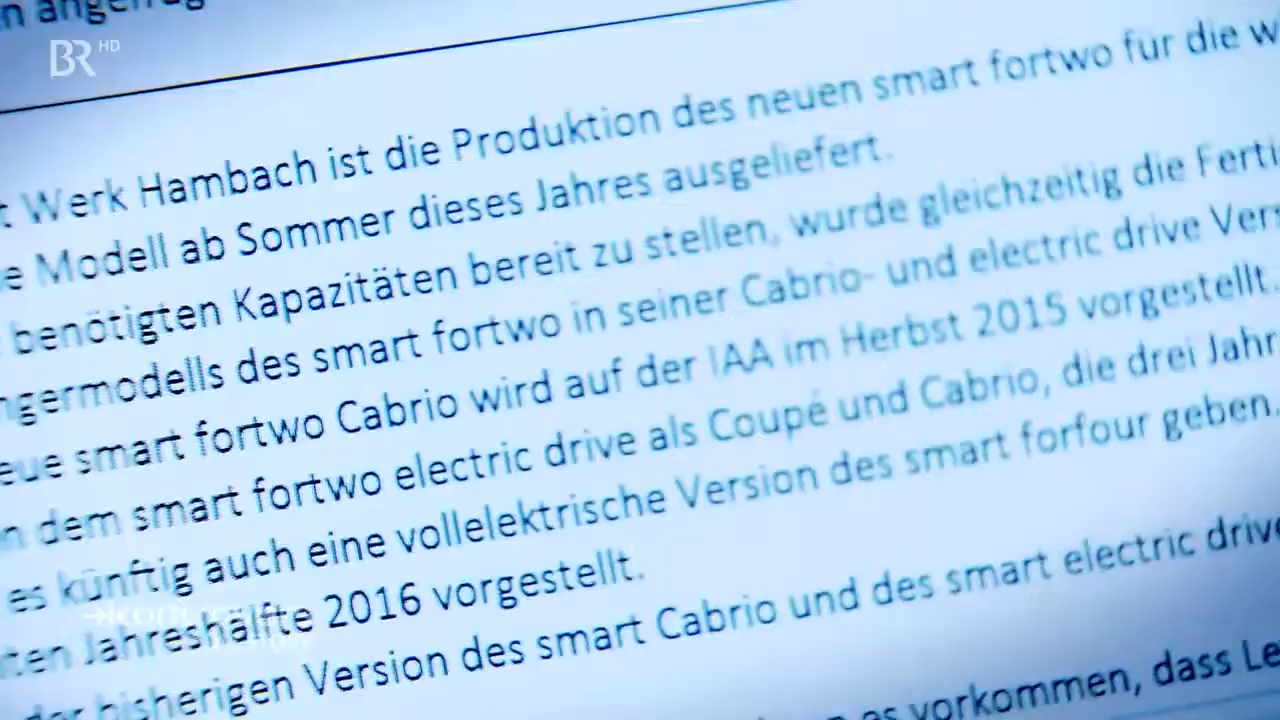 BR HD
Werk Hambach ist die Produktion des neuen smart fortwo für die
Modell ab Sommer dieses Jahres ausgeliefert.
benötigten Kapazitäten bereit zu stellen, wurde gleichzeitig die Ferti
ngermodells des smart fortwo in seiner Cabrio- und electric drive Ver
eue smart fortwo Cabrio wird auf der IAA im Herbst 2015 vorgestellt.
n dem smart fortwo electric drive als Coupé und Cabrio, die drei Jahr
es künftig auch eine vollelektrische Version des smart forfour geben.
ten Jahreshälfte 2016 vorgestellt.
der bisherigen Version des smart Cabrio und des smart electric drive
es vorkommen, dass Le